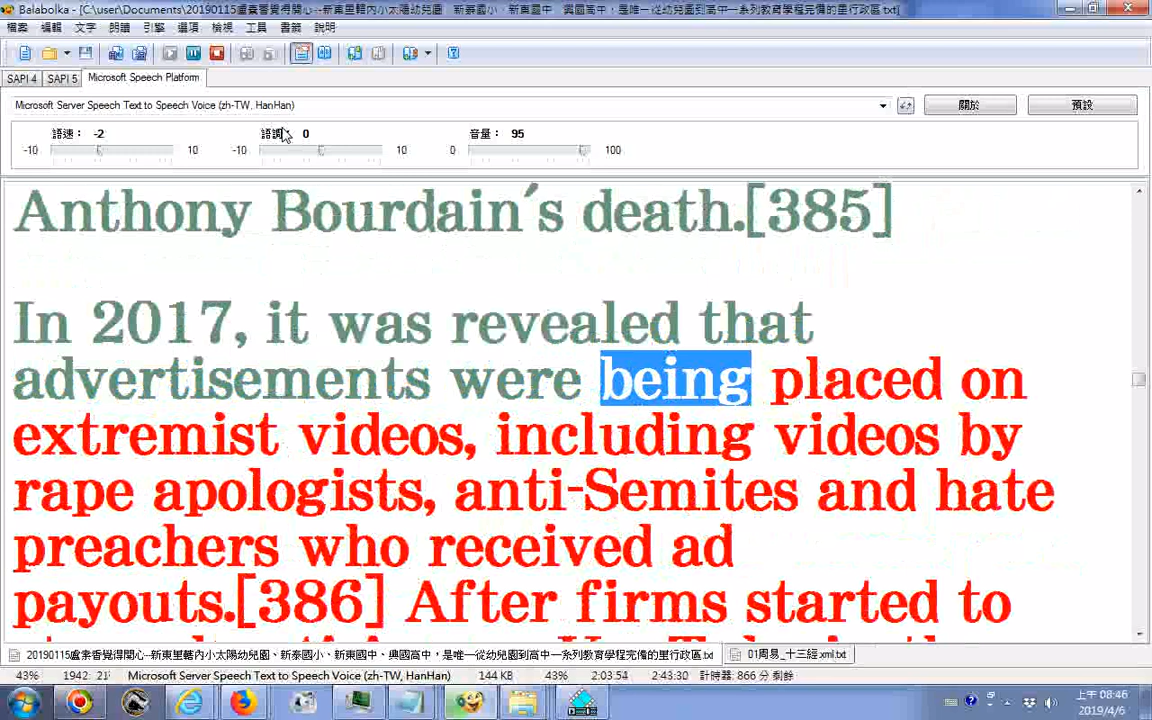 Balabolka - [C:\user\Documents\20190115盧素香覺得開心--新東里轄內小太陽幼兒園、新泰國小、新東國中、興國高中，是唯一從幼兒園到高中一系列教育學程完備的里行政區.txt]
檔案 編輯 文字 朗讀 引擎 選項 檢視 工具 書籤 說明
SAPI 4 SAPI 5 Microsoft Speech Platform
Microsoft Server Speech Text to Speech Voice (zh-TW, HanHan) 關於 預設
語速： -2 語調： 0 音量： 95
-10 10 -10 10 0 100
Anthony Bourdain's death.[385]
In 2017, it was revealed that
advertisements were being placed on
extremist videos, including videos by
rape apologists, anti-Semites and hate
preachers who received ad
payouts.[386] After firms started to
20190115盧素香覺得開心--新東里轄內小太陽幼兒園、新泰國小、新東國中、興國高中，是唯一從幼兒園到高中一系列教育學程完備的里行政區.txt 01周易_十三經.xml.txt
43% 1942: 21 Microsoft Server Speech Text to Speech Voice (zh-TW, HanHan) 144 KB 43% 2:03:54 2:43:30 計時器: 866 分 剩餘
上午 08:46
2019/4/6